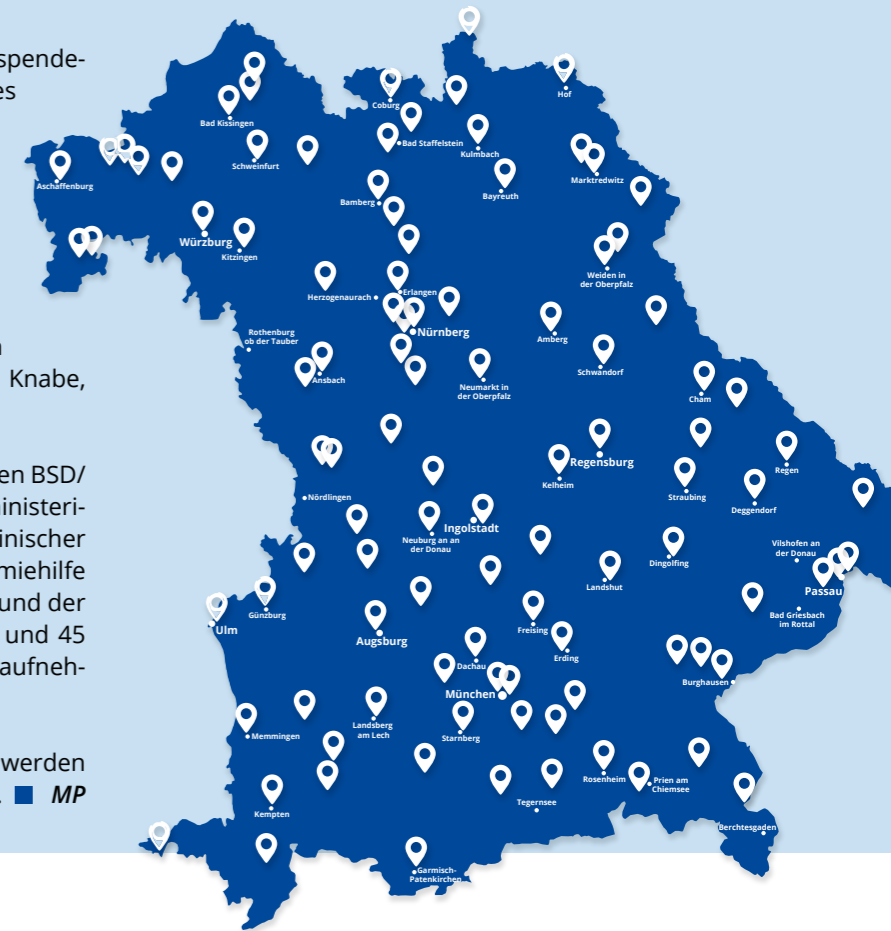 spende-
es
n
Knabe,
en BSD/
ninisteri-
inischer
miehilfe
und der
und 45
aufneh-
werden
. ■ MP
Hof
Coburg
Bad Kissingen
Bad Staffelstein
Kulmbach
Schweinfurt
Aschaffenburg
Marktredwitz
Bayreuth
Bamberg
Würzburg
Kitzingen
Weiden in
der Oberpfalz
Herzogenaurach
Erlangen
Nürnberg
Rothenburg
ob der Tauber
Amberg
Schwandorf
Ansbach
Neumarkt in
der Oberpfalz
Cham
Regensburg
Regen
Kelheim
Straubing
Nördlingen
Deggendorf
Ingolstadt
Neuburg an an
der Donau
Vilshofen an
der Donau
Dingolfing
Landshut
Passau
Günzburg
Ulm
Bad Griesbach
im Rottal
Freising
Augsburg
Erding
Dachau
Burghausen
München
Landsberg
am Lech
Memmingen
Starnberg
Rosenheim
Prien am
Chiemsee
Tegernsee
Kempten
Berchtesgaden
Garmisch-
Patenkirchen